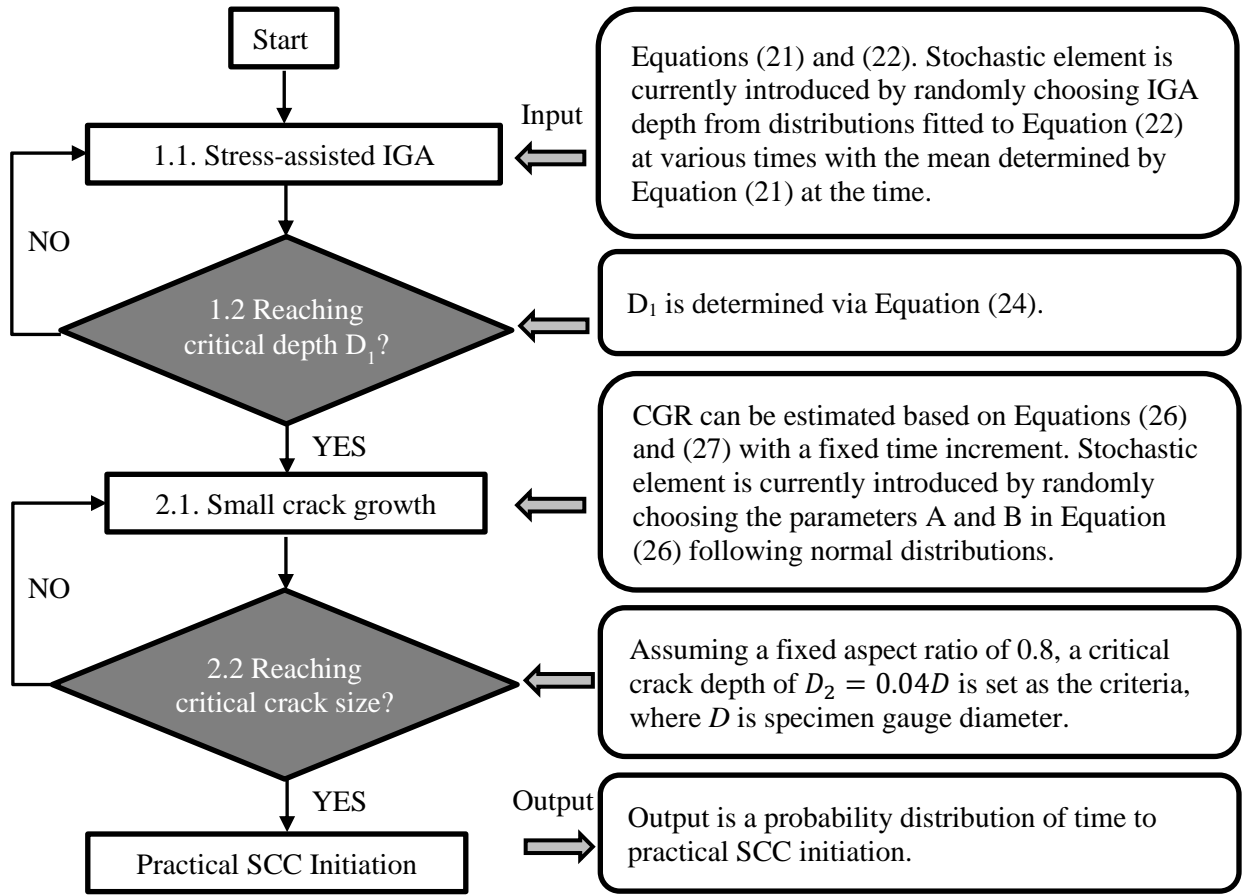 Start
Equations (21) and (22). Stochastic element is
currently introduced by randomly choosing IGA
depth from distributions fitted to Equation (22)
at various times with the mean determined by
Equation (21) at the time.
Input
1.1. Stress-assisted IGA
NO
1.2 Reaching
critical depth D₁?
D₁ is determined via Equation (24).
YES
CGR can be estimated based on Equations (26)
and (27) with a fixed time increment. Stochastic
element is currently introduced by randomly
choosing the parameters A and B in Equation
(26) following normal distributions.
2.1. Small crack growth
NO
2.2 Reaching
critical crack size?
Assuming a fixed aspect ratio of 0.8, a critical
crack depth of D₂ = 0.04D is set as the criteria,
where D is specimen gauge diameter.
YES
Output
Practical SCC Initiation
Output is a probability distribution of time to
practical SCC initiation.